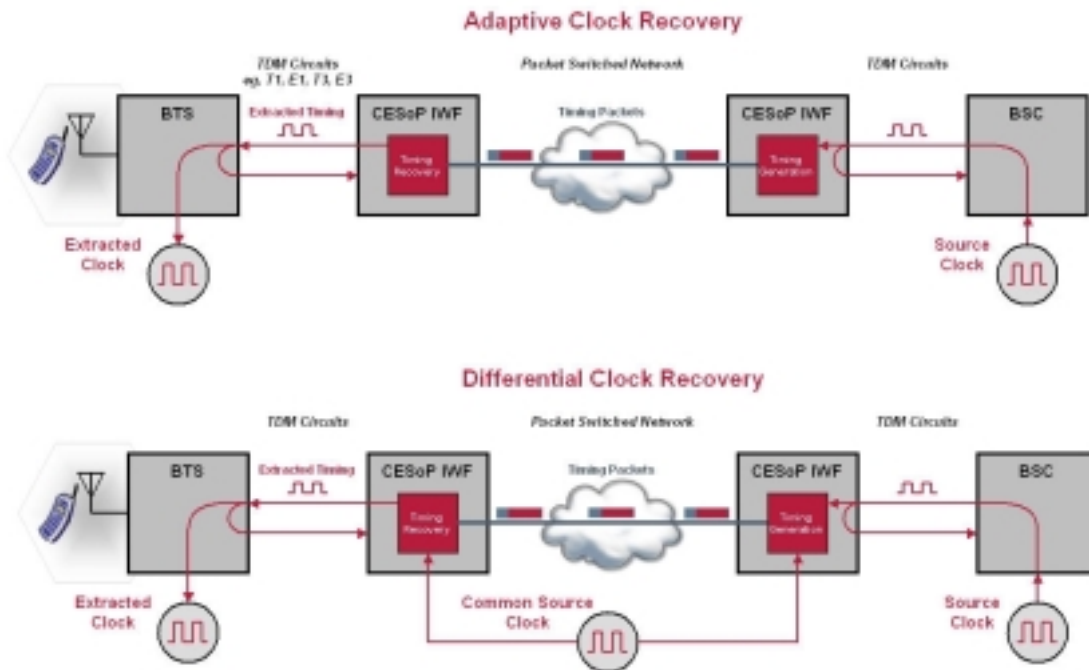 Adaptive Clock Recovery
TDM Circuits
eg, T1, E1, T3, E3
Packet Switched Network
TDM Circuits
BTS
Extracted Timing
CESoP IWF
Timing Packets
CESoP IWF
BSC
Timing
Recovery
Timing
Generation
Extracted
Clock
Source
Clock
Differential Clock Recovery
TDM Circuits
Packet Switched Network
TDM Circuits
BTS
Extracted Timing
CESoP IWF
Timing Packets
CESoP IWF
BSC
Timing
Recovery
Timing
Generation
Extracted
Clock
Common Source
Clock
Source
Clock